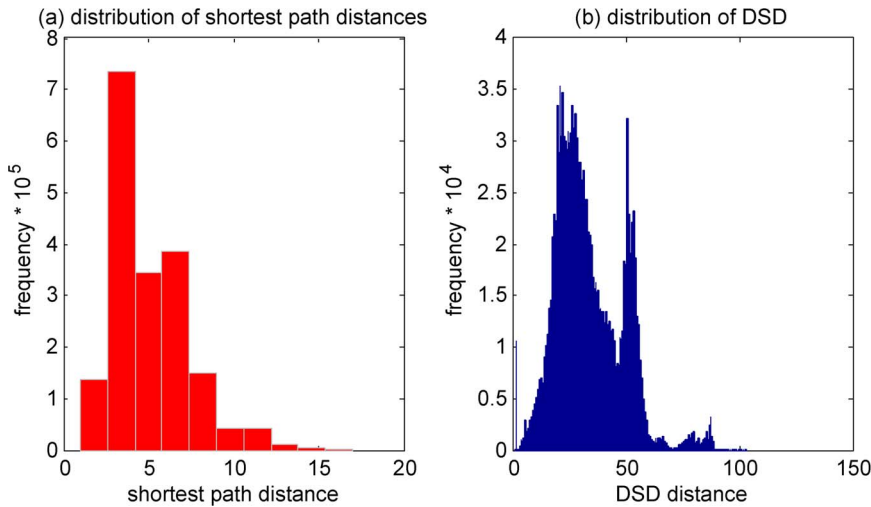 (a) distribution of shortest path distances
8
7
6
5
4
3
2
1
0
frequency * 10^5
0 5 10 15 20
shortest path distance
(b) distribution of DSD
4
3.5
3
2.5
2
1.5
1
0.5
0
frequency * 10^4
0 50 100 150
DSD distance